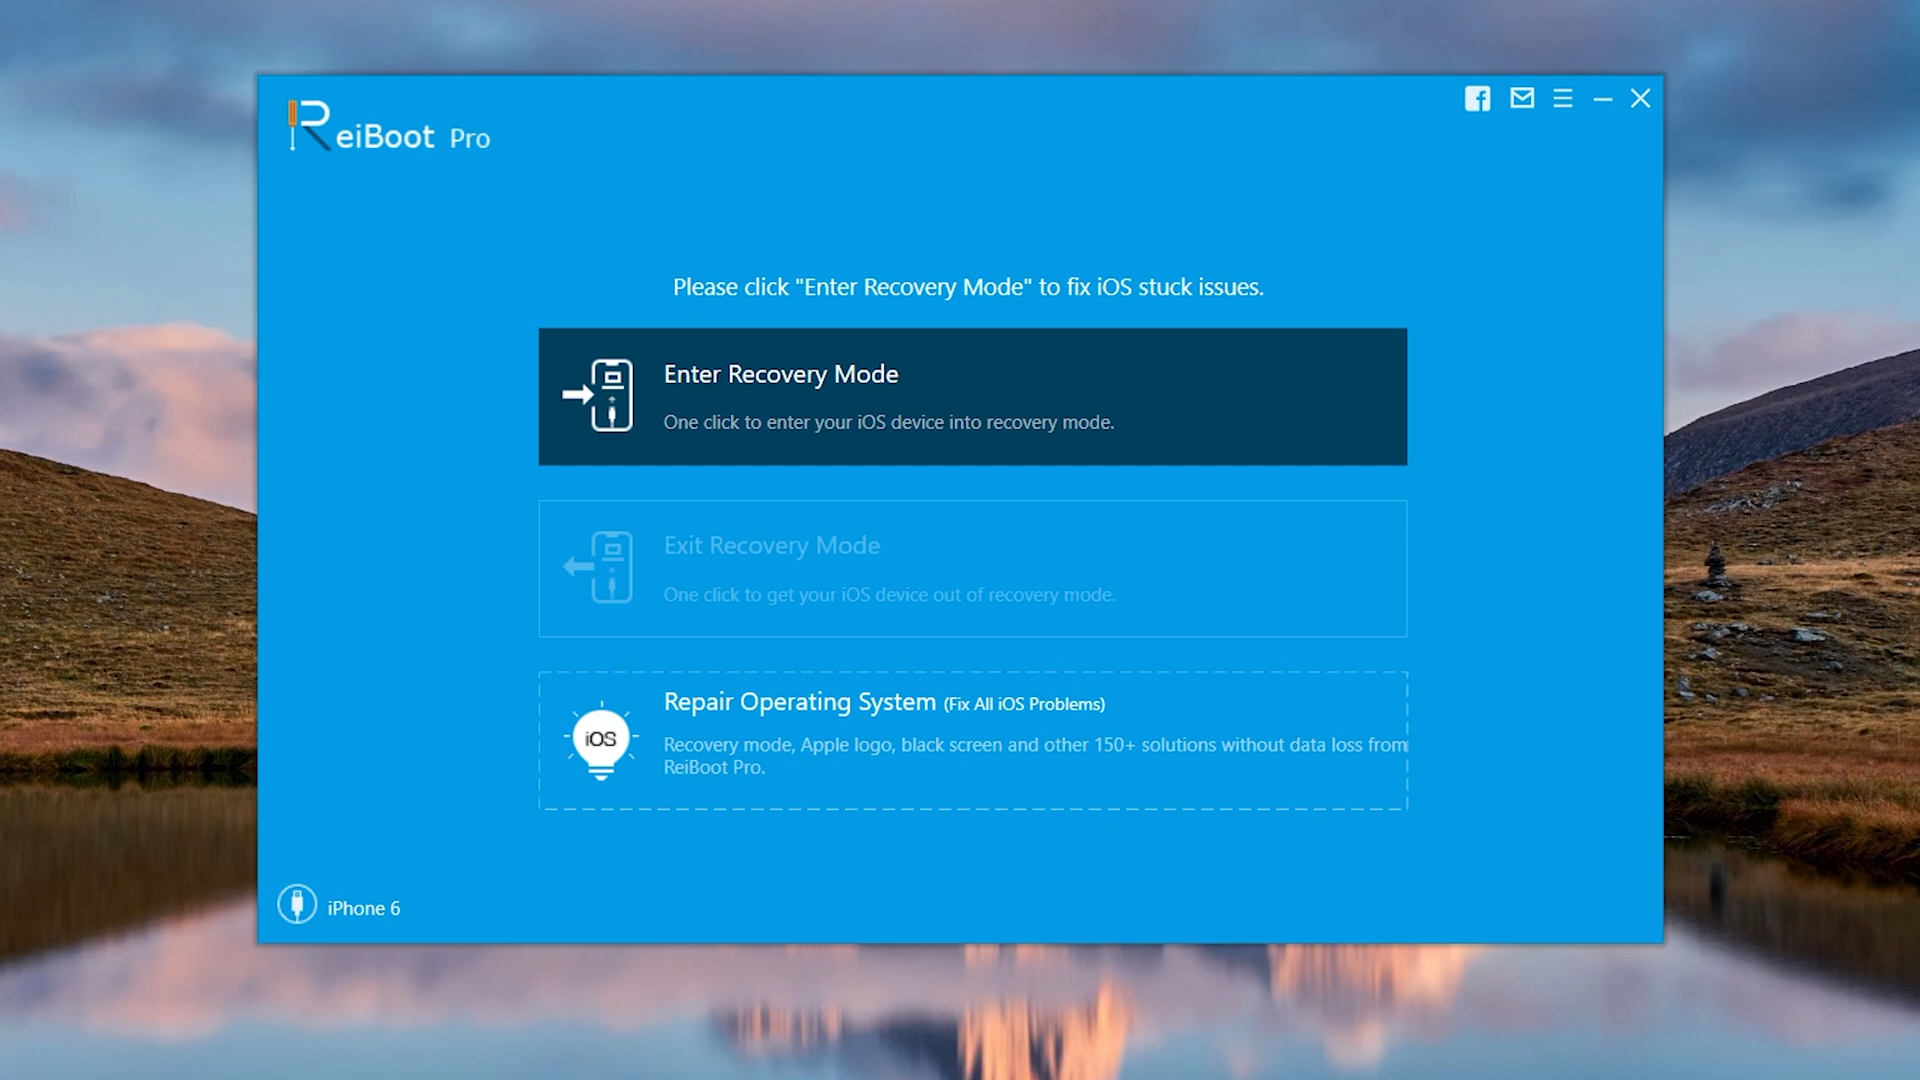 ReiBoot Pro
Please click "Enter Recovery Mode" to fix iOS stuck issues.
Enter Recovery Mode
One click to enter your iOS device into recovery mode.
Exit Recovery Mode
One click to get your iOS device out of recovery mode.
Repair Operating System (Fix All iOS Problems)
iOS
Recovery mode, Apple logo, black screen and other 150+ solutions without data loss from
ReiBoot Pro.
iPhone 6